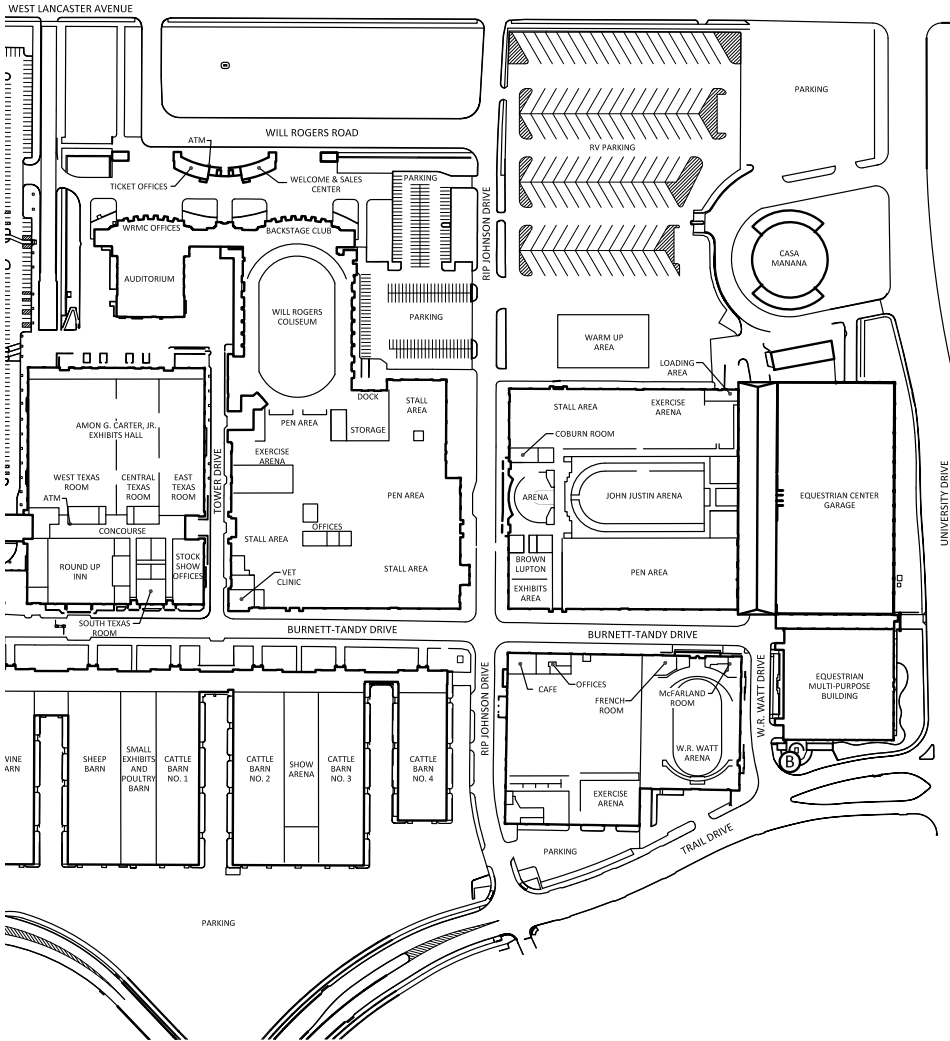 WEST LANCASTER AVENUE
PARKING
WILL ROGERS ROAD
ATM
RV PARKING
TICKET OFFICES
WELCOME & SALES
CENTER
PARKING
WRMC OFFICES
BACKSTAGE CLUB
RIP JOHNSON DRIVE
CASA
MANANA
AUDITORIUM
WILL ROGERS
COLISEUM
PARKING
WARM UP
AREA
LOADING
AREA
DOCK
STALL
AREA
STALL AREA
EXERCISE
ARENA
AMON G. CARTER, JR.
EXHIBITS HALL
PEN AREA
STORAGE
COBURN ROOM
EXERCISE
ARENA
WEST TEXAS
ROOM
CENTRAL
TEXAS
ROOM
EAST
TEXAS
ROOM
ATM
TOWER DRIVE
PEN AREA
ARENA
JOHN JUSTIN ARENA
EQUESTRIAN CENTER
GARAGE
UNIVERSITY DRIVE
CONCOURSE
OFFICES
STALL AREA
ROUND UP
INN
STOCK
SHOW
OFFICES
VET
CLINIC
STALL AREA
BROWN
LUPTON
EXHIBITS
AREA
PEN AREA
SOUTH TEXAS
ROOM
BURNETT-TANDY DRIVE
BURNETT-TANDY DRIVE
RIP JOHNSON DRIVE
CAFE
OFFICES
FRENCH
ROOM
McFARLAND
ROOM
W.R. WATT DRIVE
EQUESTRIAN
MULTI-PURPOSE
BUILDING
SHEEP
BARN
SMALL
EXHIBITS
AND
POULTRY
BARN
CATTLE
BARN
NO. 1
CATTLE
BARN
NO. 2
SHOW
ARENA
CATTLE
BARN
NO. 3
CATTLE
BARN
NO. 4
W.R. WATT
ARENA
B
EXERCISE
ARENA
TRAIL DRIVE
PARKING
PARKING